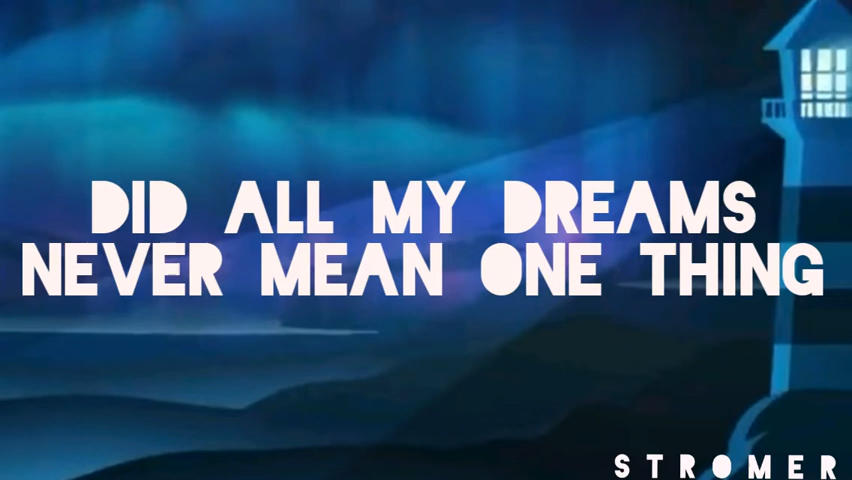 DID ALL MY DREAMS
NEVER MEAN ONE THING
STROMER